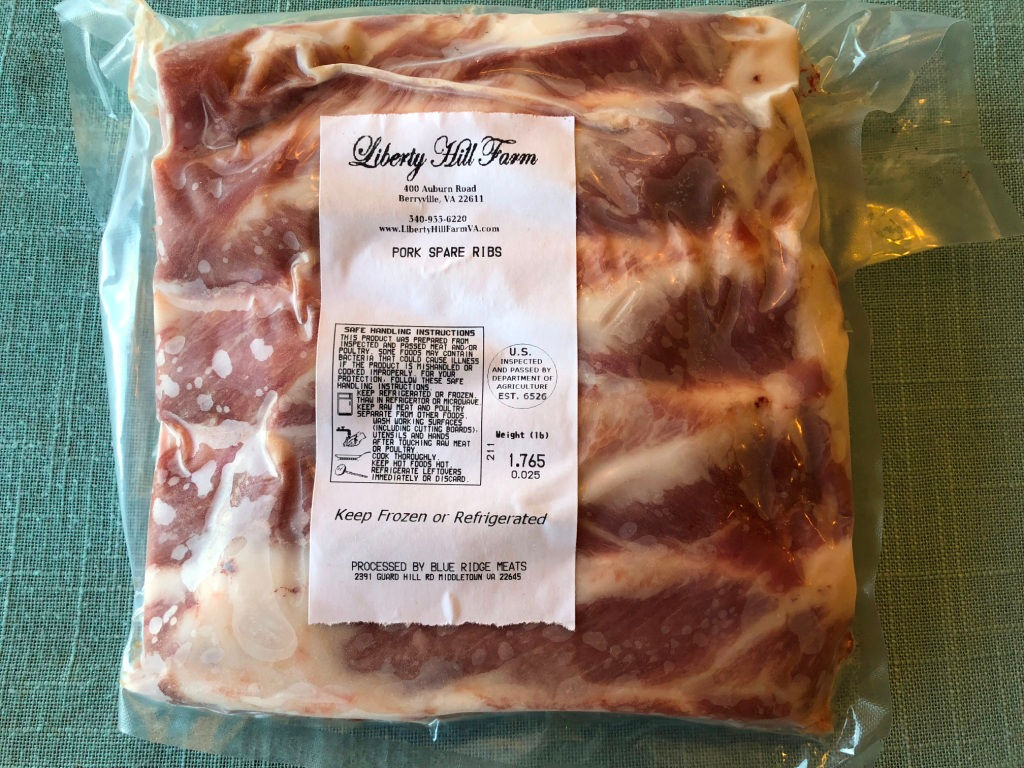 Liberty Hill Farm
400 Auburn Road
Berryville, VA 22611
540-955-6220
www.LibertyHillFarmVA.com
PORK SPARE RIBS
SAFE HANDLING INSTRUCTIONS
THIS PRODUCT WAS PREPARED FROM
INSPECTED AND PASSED MEAT AND/OR
POULTRY. SOME FOODS MAY CONTAIN
BACTERIA THAT COULD CAUSE ILLNESS
IF THE PRODUCT IS MISHANDLED OR
COOKED IMPROPERLY. FOR YOUR
PROTECTION, FOLLOW THESE SAFE
HANDLING INSTRUCTIONS.
KEEP REFRIGERATED OR FROZEN.
THAW IN REFRIGERTOR OR MICROWAVE
KEEP RAW MEAT AND POULTRY
SEPARATE FROM OTHER FOODS.
WASH WORKING SURFACES
(INCLUDING CUTTING BOARDS),
UTENSILS AND HANDS
AFTER TOUCHING RAW MEAT
OR POULTRY
COOK THOROUGHLY.
KEEP HOT FOODS HOT
REFRIGERATE LEFTOVERS
IMMEDIATELY OR DISCARD.
U.S.
INSPECTED
AND PASSED BY
DEPARTMENT OF
AGRICULTURE
EST. 6526
211
Weight (lb)
1.765
0.025
Keep Frozen or Refrigerated
PROCESSED BY BLUE RIDGE MEATS
2391 GUARD HILL RD MIDDLETOWN VA 22645